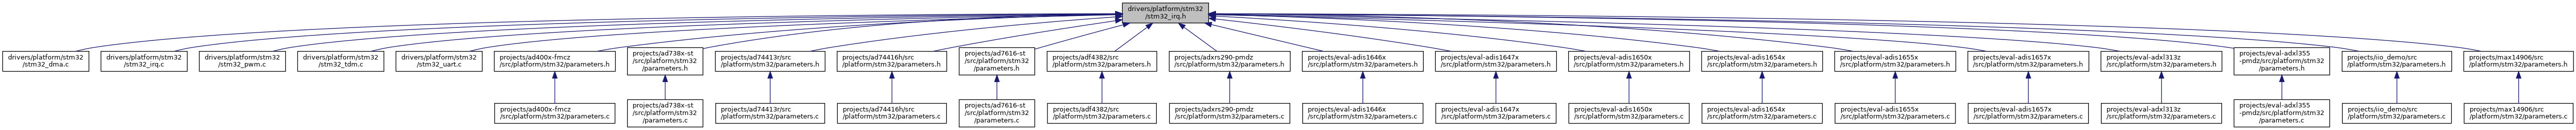 drivers/platform/stm32
/stm32_irq.h
drivers/platform/stm32
/stm32_dma.c
drivers/platform/stm32
/stm32_irq.c
drivers/platform/stm32
/stm32_pwm.c
drivers/platform/stm32
/stm32_tdm.c
drivers/platform/stm32
/stm32_uart.c
projects/ad400x-fmcz
/src/platform/stm32/parameters.h
projects/ad738x-st
/src/platform/stm32
/parameters.h
projects/ad74413r/src
/platform/stm32/parameters.h
projects/ad74416h/src
/platform/stm32/parameters.h
projects/ad7616-st
/src/platform/stm32
/parameters.h
projects/adf4382/src
/platform/stm32/parameters.h
projects/adxrs290-pmdz
/src/platform/stm32/parameters.h
projects/eval-adis1646x
/src/platform/stm32/parameters.h
projects/eval-adis1647x
/src/platform/stm32/parameters.h
projects/eval-adis1650x
/src/platform/stm32/parameters.h
projects/eval-adis1654x
/src/platform/stm32/parameters.h
projects/eval-adis1655x
/src/platform/stm32/parameters.h
projects/eval-adis1657x
/src/platform/stm32/parameters.h
projects/eval-adxl313z
/src/platform/stm32/parameters.h
projects/eval-adxl355
-pmdz/src/platform/stm32
/parameters.h
projects/iio_demo/src
/platform/stm32/parameters.h
projects/max14906/src
/platform/stm32/parameters.h
projects/ad400x-fmcz
/src/platform/stm32/parameters.c
projects/ad738x-st
/src/platform/stm32
/parameters.c
projects/ad74413r/src
/platform/stm32/parameters.c
projects/ad74416h/src
/platform/stm32/parameters.c
projects/ad7616-st
/src/platform/stm32
/parameters.c
projects/adf4382/src
/platform/stm32/parameters.c
projects/adxrs290-pmdz
/src/platform/stm32/parameters.c
projects/eval-adis1646x
/src/platform/stm32/parameters.c
projects/eval-adis1647x
/src/platform/stm32/parameters.c
projects/eval-adis1650x
/src/platform/stm32/parameters.c
projects/eval-adis1654x
/src/platform/stm32/parameters.c
projects/eval-adis1655x
/src/platform/stm32/parameters.c
projects/eval-adis1657x
/src/platform/stm32/parameters.c
projects/eval-adxl313z
/src/platform/stm32/parameters.c
projects/eval-adxl355
-pmdz/src/platform/stm32
/parameters.c
projects/iio_demo/src
/platform/stm32/parameters.c
projects/max14906/src
/platform/stm32/parameters.c